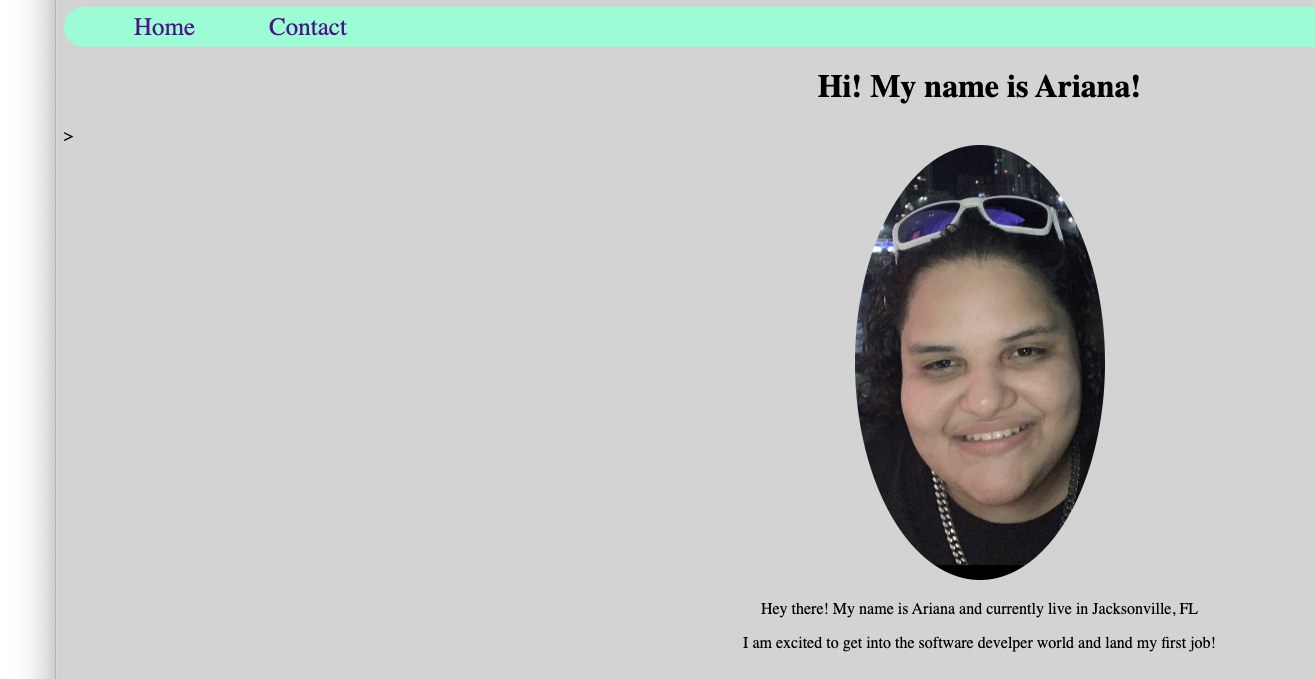 Home Contact
Hi! My name is Ariana!
>
Hey there! My name is Ariana and currently live in Jacksonville, FL
I am excited to get into the software develper world and land my first job!